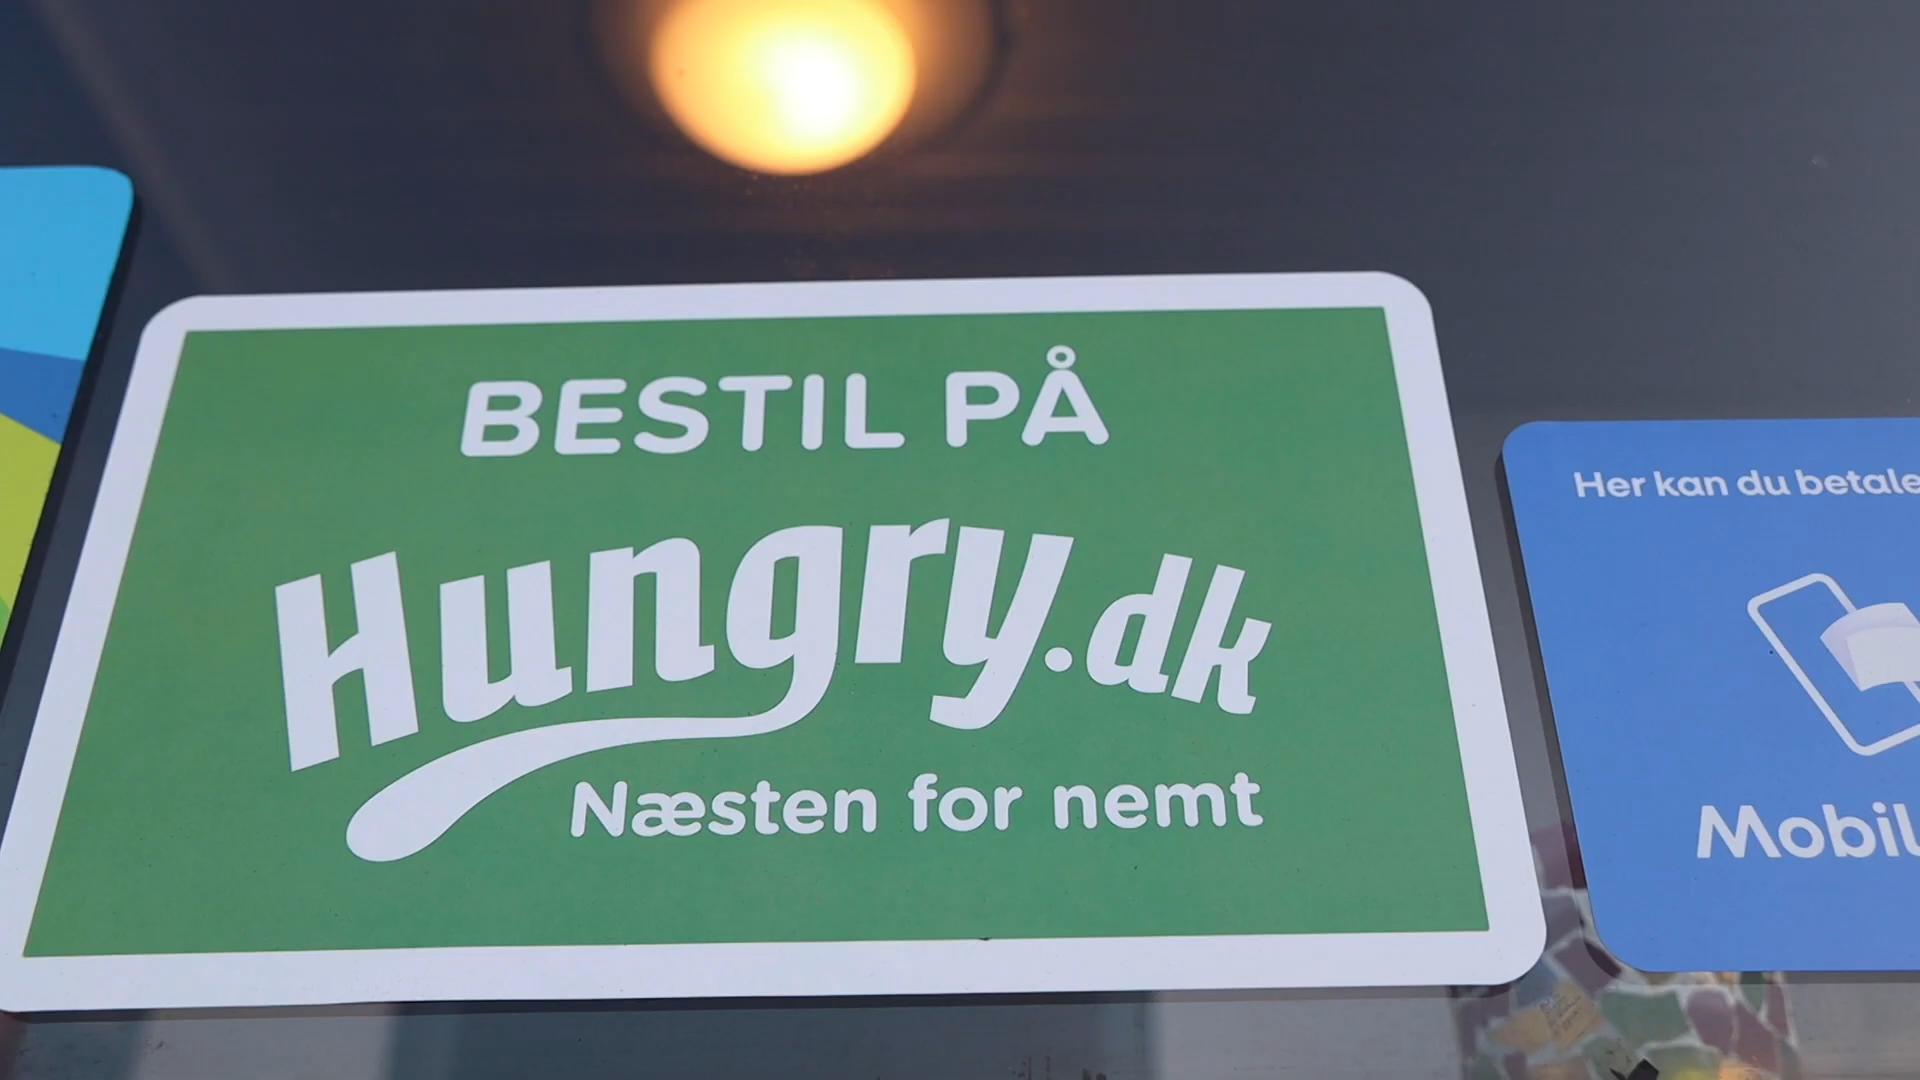 BESTIL PÅ
Hungry.dk
Næsten for nemt
Her kan du betale
Mobil